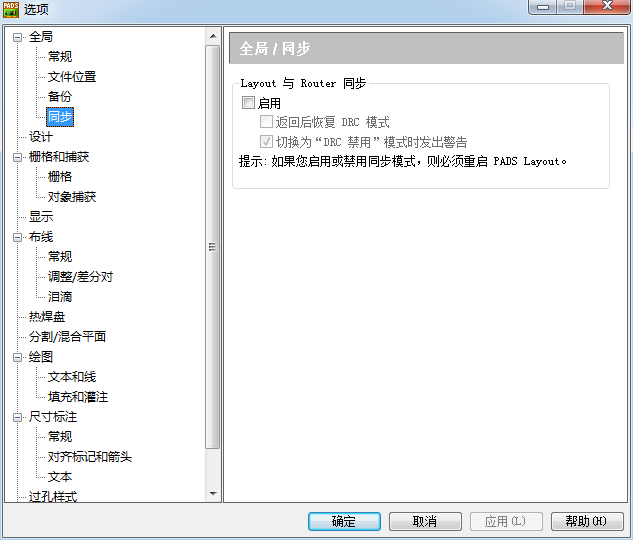 PADS 选项
全局
常规
文件位置
备份
同步
设计
栅格和捕获
栅格
对象捕获
显示
布线
常规
调整/差分对
泪滴
热焊盘
分割/混合平面
绘图
文本和线
填充和灌注
尺寸标注
常规
对齐标记和箭头
文本
过孔样式
全局 / 同步
Layout 与 Router 同步
启用
返回后恢复 DRC 模式
切换为“DRC 禁用”模式时发出警告
提示: 如果您启用或禁用同步模式，则必须重启 PADS Layout。
确定
取消
应用(L)
帮助(H)